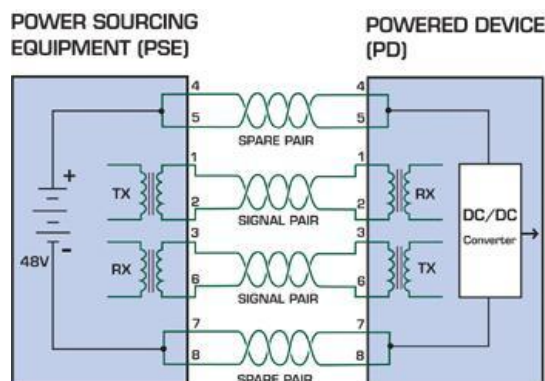 POWER SOURCING
EQUIPMENT (PSE)
POWERED DEVICE
(PD)
4
4
5
5
SPARE PAIR
1
1
TX
RX
2
2
SIGNAL PAIR
+
DC/DC
Converter
3
3
-
48V
RX
TX
6
6
SIGNAL PAIR
7
7
8
8
SPARE PAIR